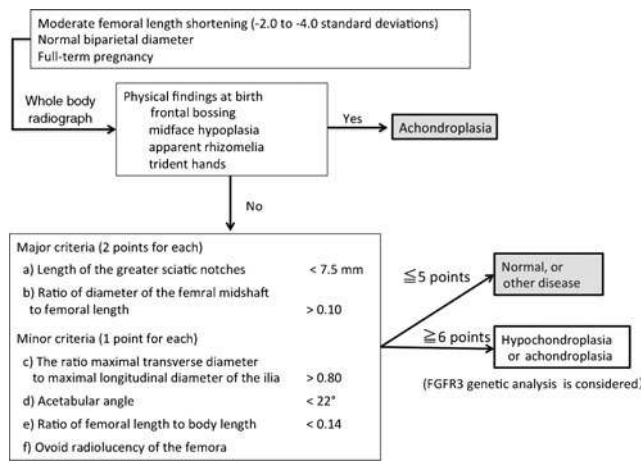 Moderate femoral length shortening (-2.0 to -4.0 standard deviations)
Normal biparietal diameter
Full-term pregnancy
Whole body
radiograph
Physical findings at birth
frontal bossing
midface hypoplasia
apparent rhizomelia
trident hands
Yes
Achondroplasia
No
Major criteria (2 points for each)
a) Length of the greater sciatic notches < 7.5 mm
b) Ratio of diameter of the femral midshaft
to femoral length > 0.10
Minor criteria (1 point for each)
c) The ratio maximal transverse diameter
to maximal longitudinal diameter of the ilia > 0.80
d) Acetabular angle < 22°
e) Ratio of femoral length to body length < 0.14
f) Ovoid radiolucency of the femora
≦5 points
Normal, or
other disease
≧6 points
Hypochondroplasia
or achondroplasia
(FGFR3 genetic analysis is considered)